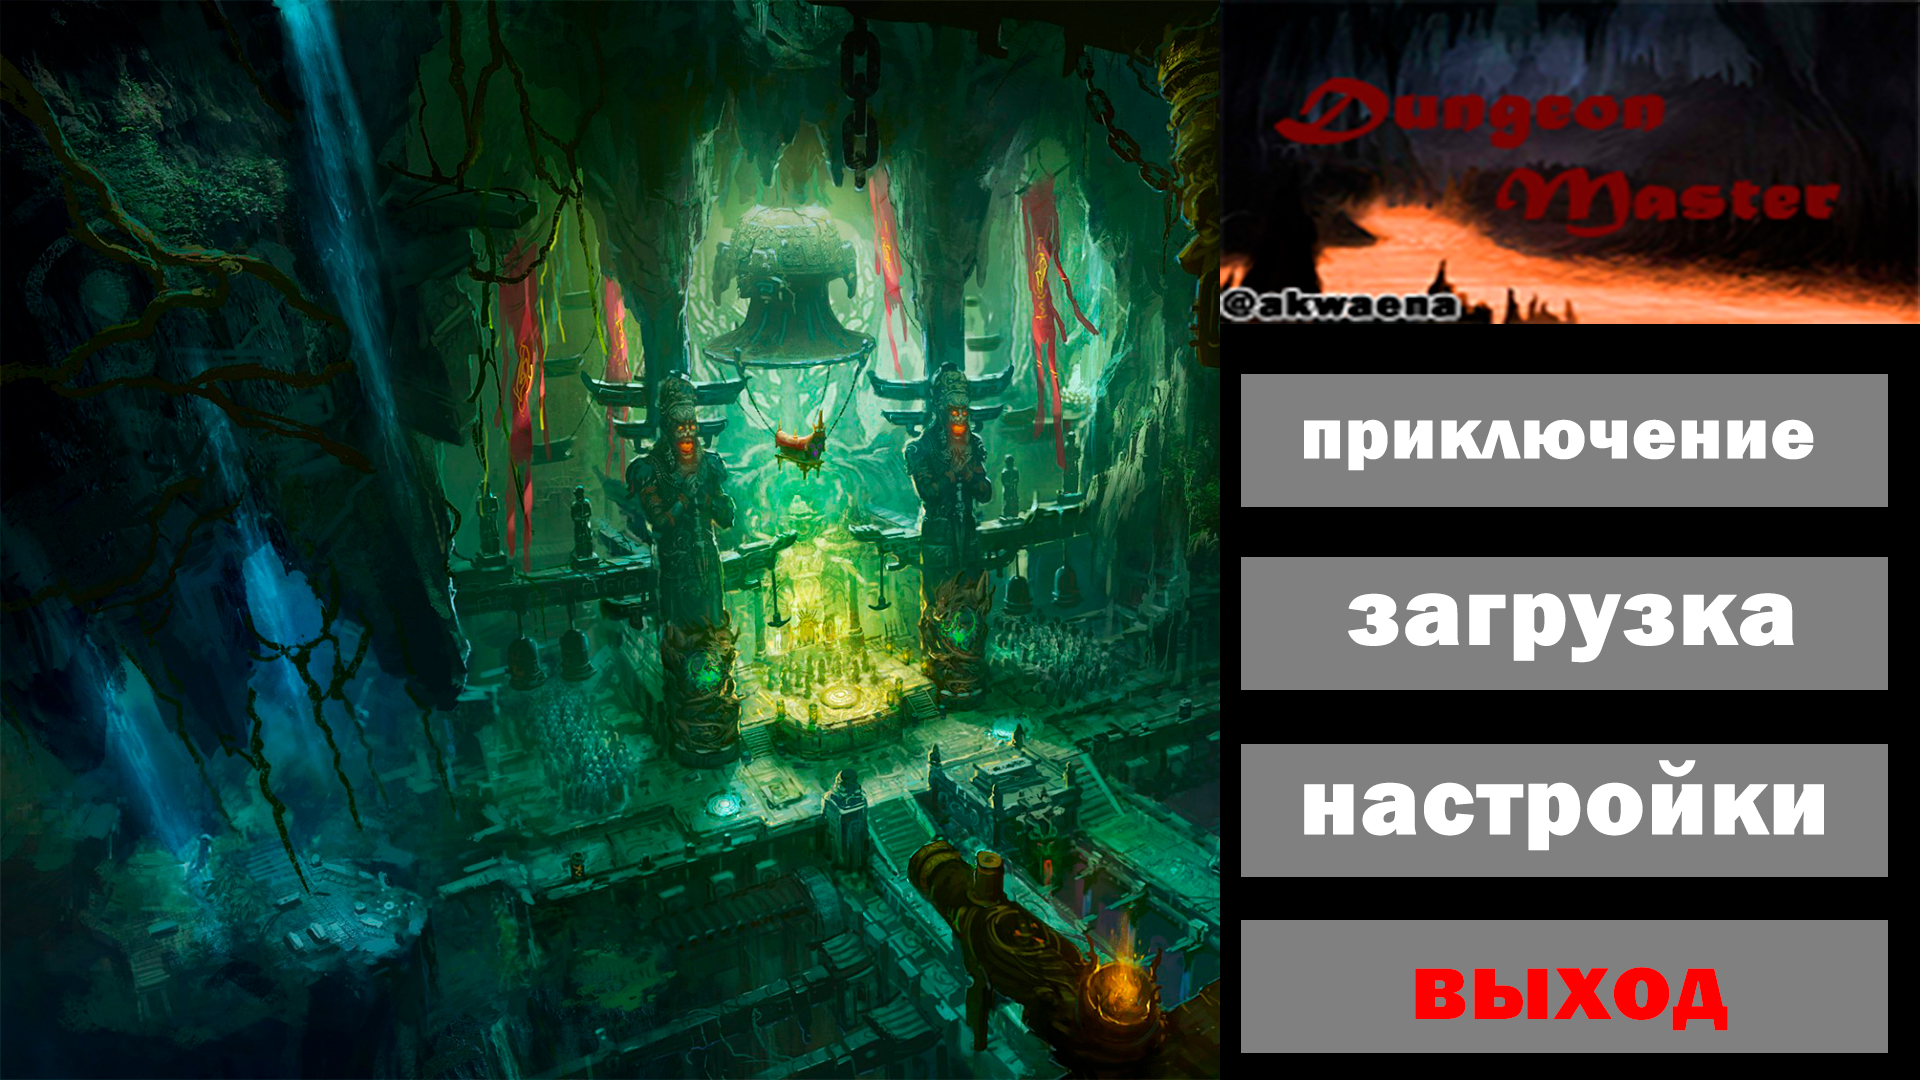 Dungeon
Master
@akwaena
приключение
загрузка
настройки
выход